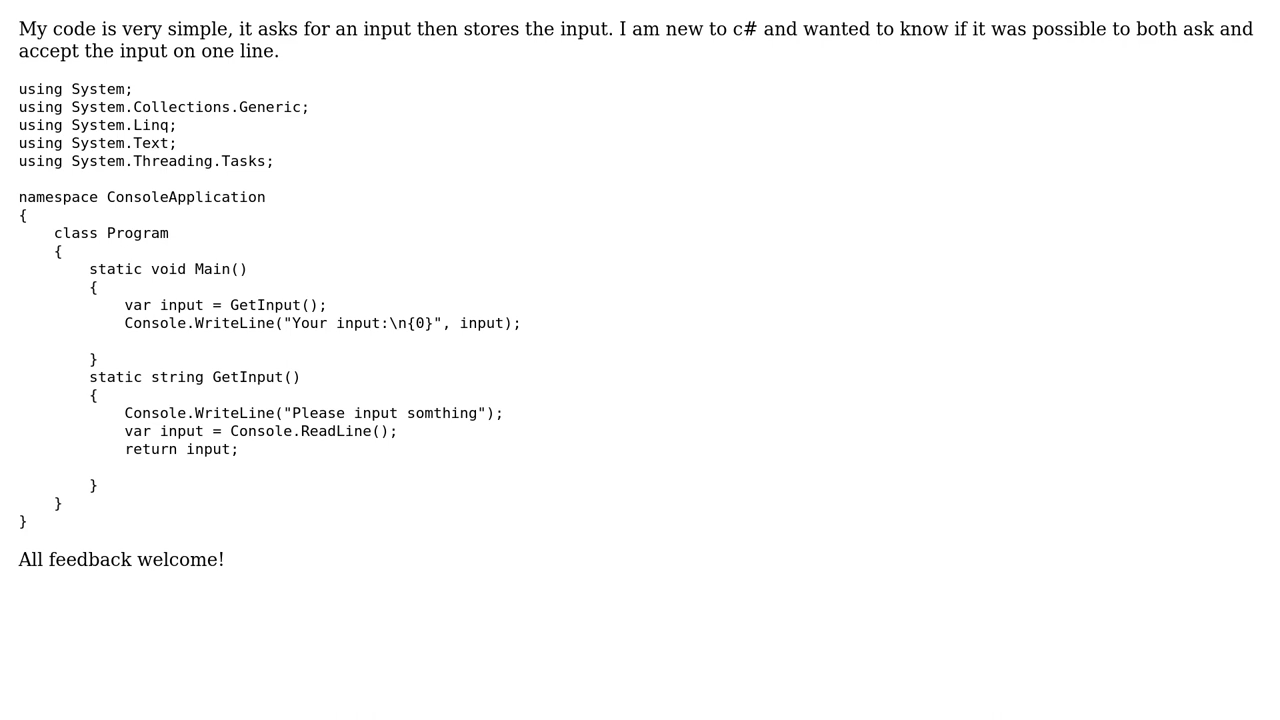 My code is very simple, it asks for an input then stores the input. I am new to c# and wanted to know if it was possible to both ask and
accept the input on one line.
using System;
using System.Collections.Generic;
using System.Linq;
using System.Text;
using System.Threading.Tasks;
namespace ConsoleApplication
{
    class Program
    {
        static void Main()
        {
            var input = GetInput();
            Console.WriteLine("Your input:\n{0}", input);
        }
        static string GetInput()
        {
            Console.WriteLine("Please input somthing");
            var input = Console.ReadLine();
            return input;
        }
    }
}
All feedback welcome!